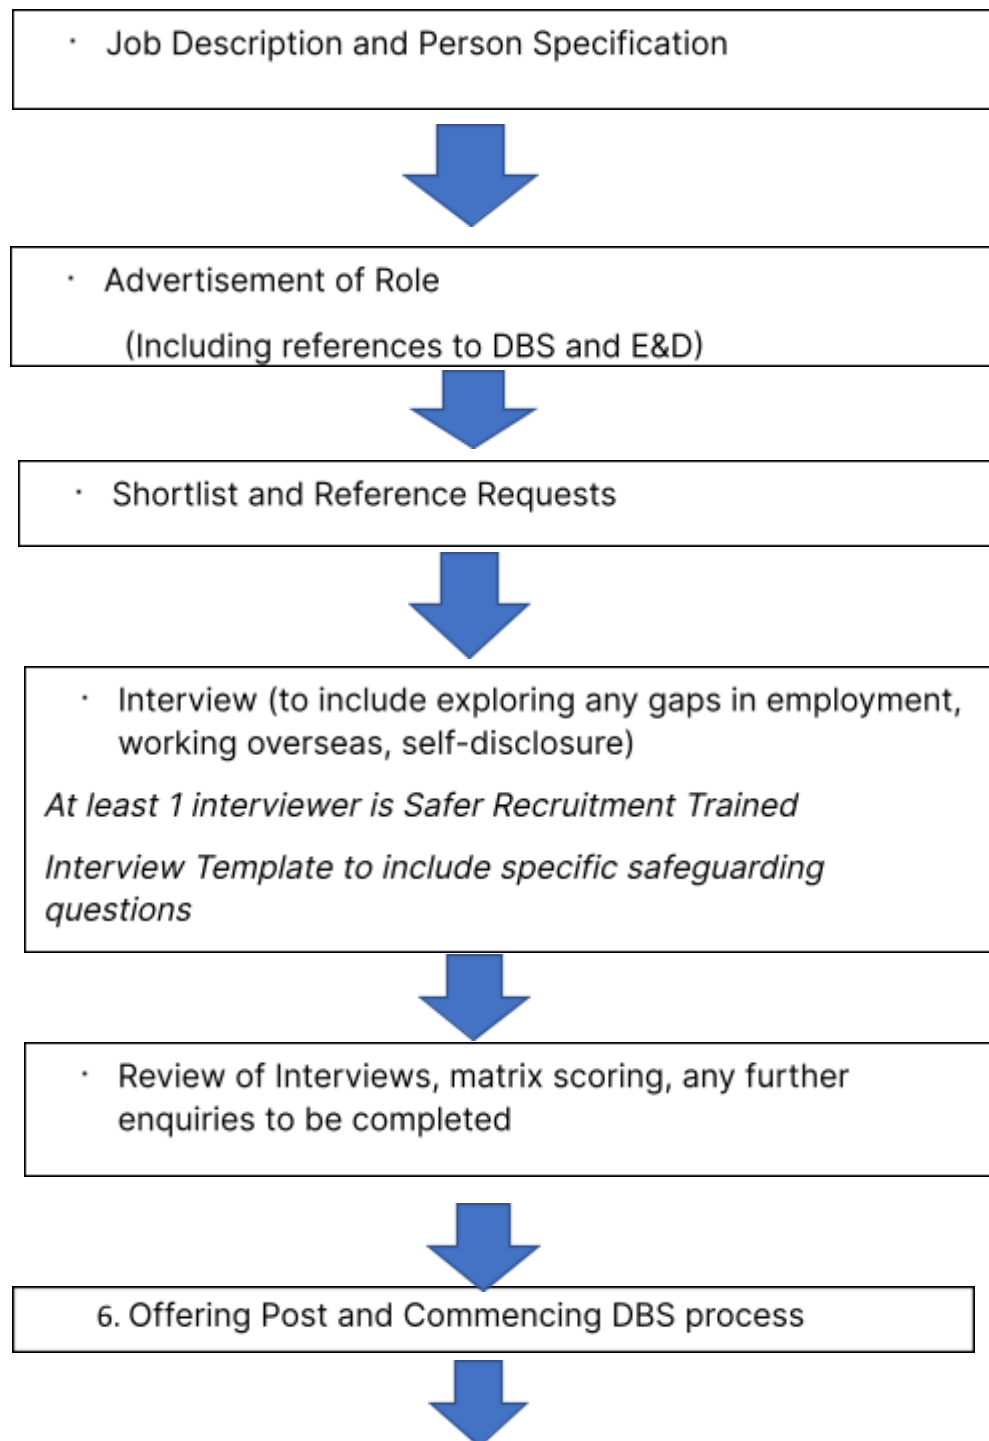 · Job Description and Person Specification
· Advertisement of Role
(Including references to DBS and E&D)
· Shortlist and Reference Requests
· Interview (to include exploring any gaps in employment,
working overseas, self-disclosure)
At least 1 interviewer is Safer Recruitment Trained
Interview Template to include specific safeguarding
questions
· Review of Interviews, matrix scoring, any further
enquiries to be completed
6. Offering Post and Commencing DBS process